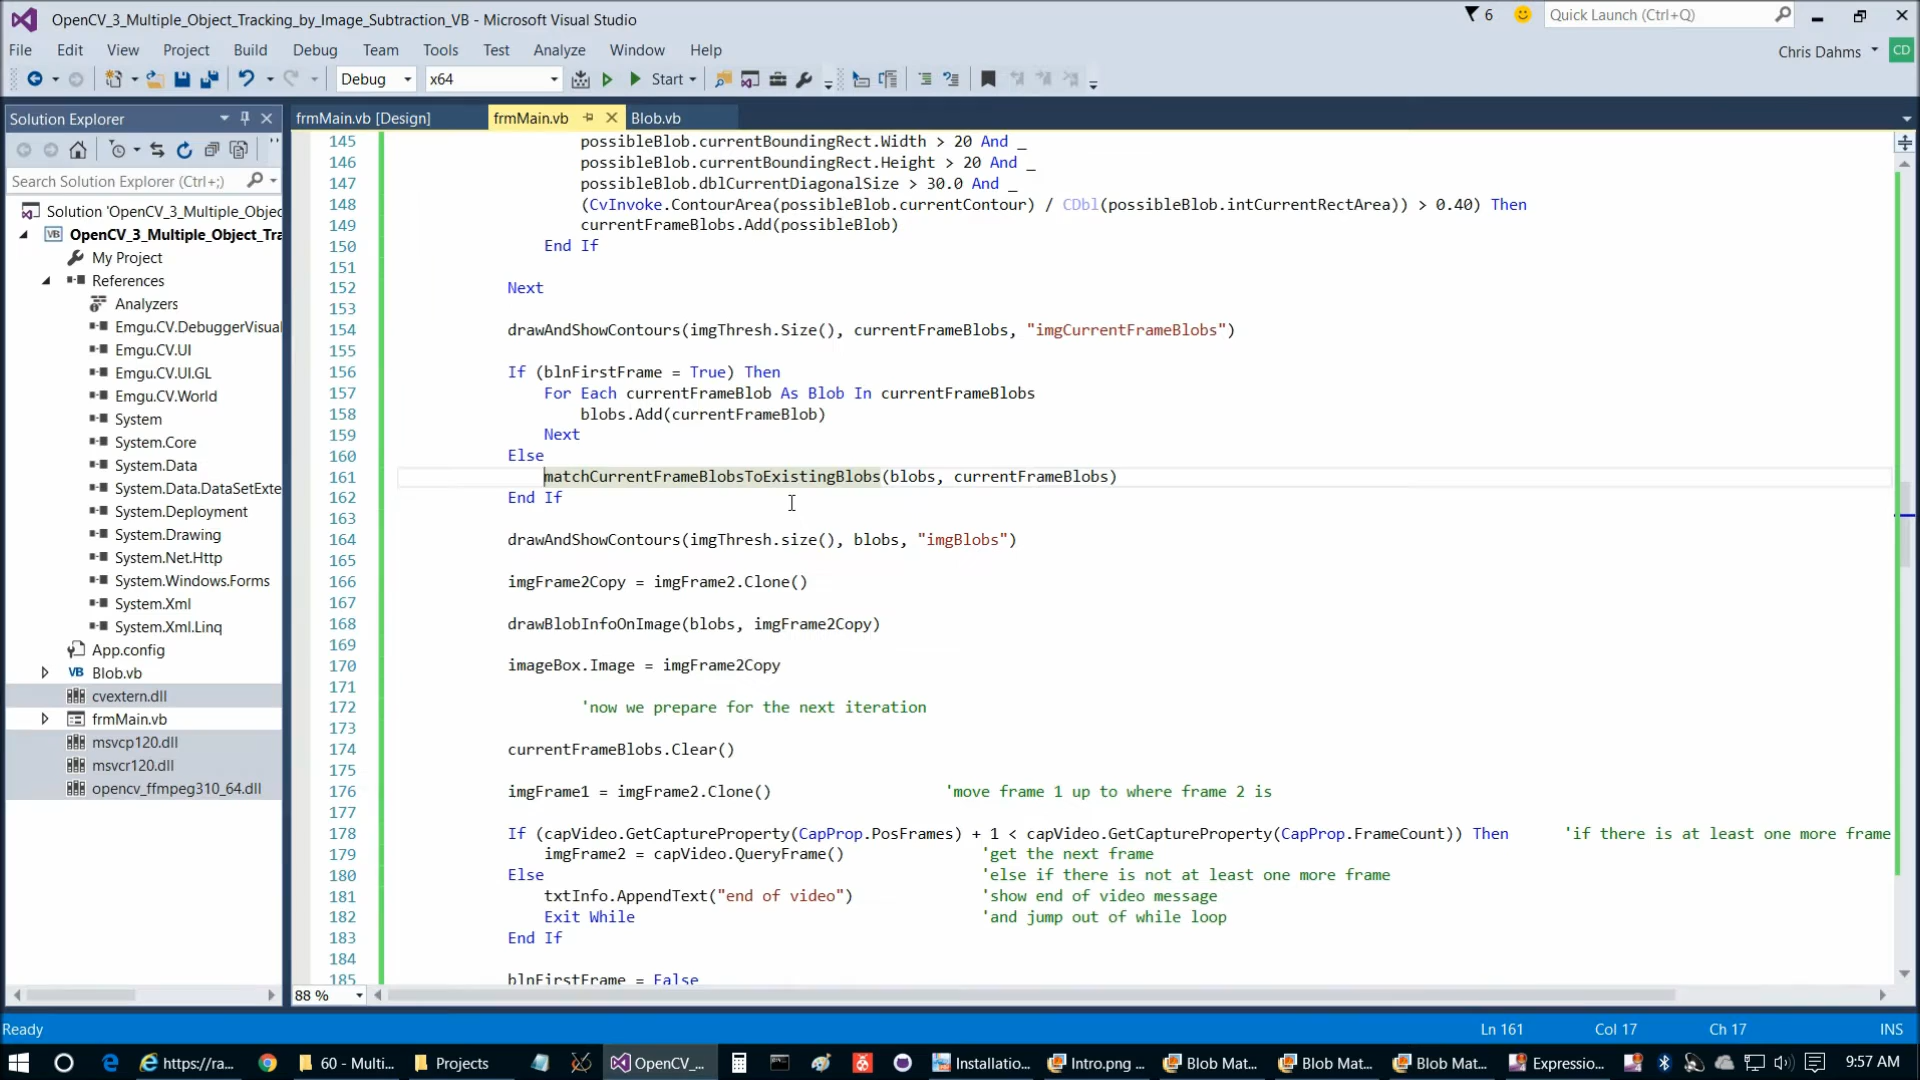 OpenCV_3_Multiple_Object_Tracking_by_Image_Subtraction_VB - Microsoft Visual Studio
6
Quick Launch (Ctrl+Q)
File Edit View Project Build Debug Team Tools Test Analyze Window Help
Chris Dahms
CD
Debug
x64
Start
Solution Explorer
frmMain.vb [Design]
frmMain.vb
Blob.vb
Search Solution Explorer (Ctrl+;)
Solution 'OpenCV_3_Multiple_Objec
OpenCV_3_Multiple_Object_Tra
My Project
References
Analyzers
Emgu.CV.DebuggerVisual
Emgu.CV.UI
Emgu.CV.UI.GL
Emgu.CV.World
System
System.Core
System.Data
System.Data.DataSetExte
System.Deployment
System.Drawing
System.Net.Http
System.Windows.Forms
System.Xml
System.Xml.Linq
App.config
VB Blob.vb
cvextern.dll
frmMain.vb
msvcp120.dll
msvcr120.dll
opencv_ffmpeg310_64.dll
145 possibleBlob.currentBoundingRect.Width > 20 And _
146 possibleBlob.currentBoundingRect.Height > 20 And _
147 possibleBlob.dblCurrentDiagonalSize > 30.0 And _
148 (CvInvoke.ContourArea(possibleBlob.currentContour) / CDbl(possibleBlob.intCurrentRectArea)) > 0.40) Then
149 currentFrameBlobs.Add(possibleBlob)
150 End If
151
152 Next
153
154 drawAndShowContours(imgThresh.Size(), currentFrameBlobs, "imgCurrentFrameBlobs")
155
156 If (blnFirstFrame = True) Then
157 For Each currentFrameBlob As Blob In currentFrameBlobs
158 blobs.Add(currentFrameBlob)
159 Next
160 Else
161 matchCurrentFrameBlobsToExistingBlobs(blobs, currentFrameBlobs)
162 End If
163
164 drawAndShowContours(imgThresh.size(), blobs, "imgBlobs")
165
166 imgFrame2Copy = imgFrame2.Clone()
167
168 drawBlobInfoOnImage(blobs, imgFrame2Copy)
169
170 imageBox.Image = imgFrame2Copy
171
172 'now we prepare for the next iteration
173
174 currentFrameBlobs.Clear()
175
176 imgFrame1 = imgFrame2.Clone() 'move frame 1 up to where frame 2 is
177
178 If (capVideo.GetCaptureProperty(CapProp.PosFrames) + 1 < capVideo.GetCaptureProperty(CapProp.FrameCount)) Then 'if there is at least one more frame
179 imgFrame2 = capVideo.QueryFrame() 'get the next frame
180 Else 'else if there is not at least one more frame
181 txtInfo.AppendText("end of video") 'show end of video message
182 Exit While 'and jump out of while loop
183 End If
184
185 blnFirstFrame = False
88 %
Ready
Ln 161 Col 17 Ch 17 INS
https://ra...
60 - Multi...
Projects
OpenCV_...
Installatio...
Intro.png ...
Blob Mat...
Blob Mat...
Blob Mat...
Expressio...
9:57 AM